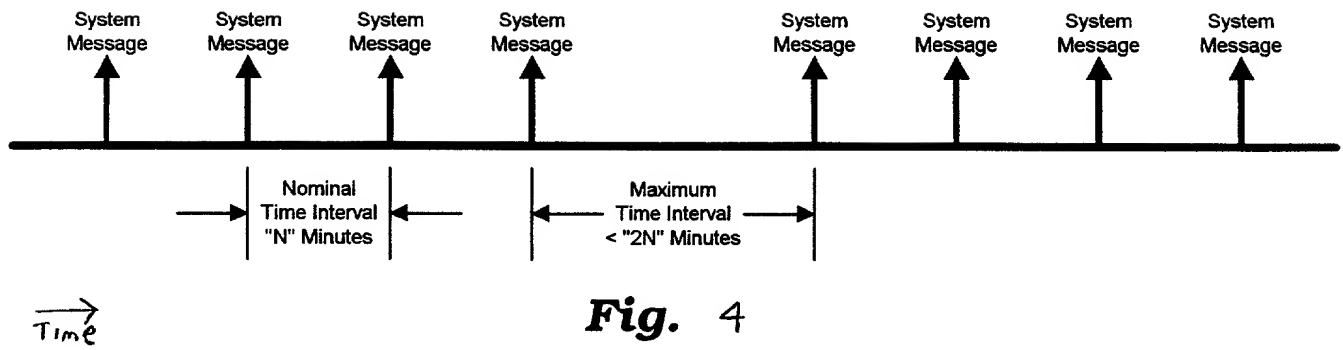 System Message
System Message
System Message
System Message
System Message
System Message
System Message
System Message
Nominal
Time Interval
"N" Minutes
Maximum
Time Interval
< "2N" Minutes
Time
Fig. 4